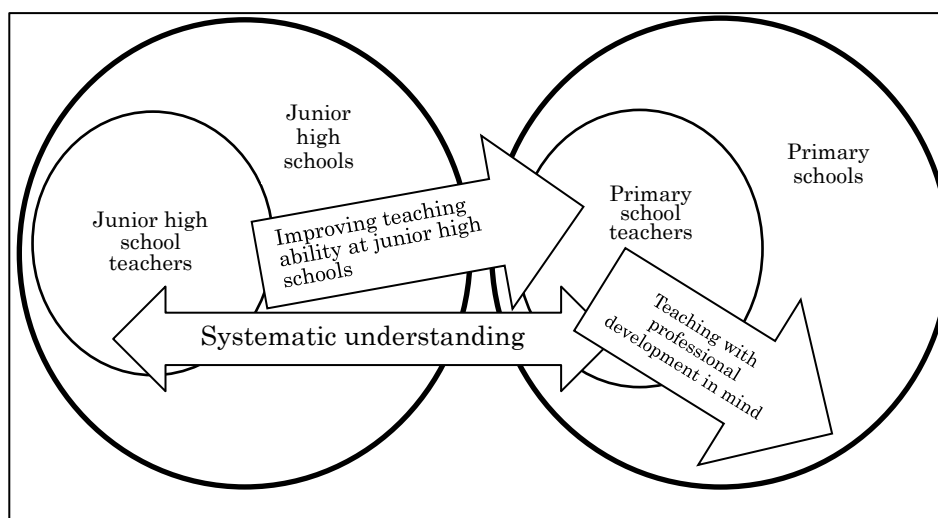 Junior
high
schools
Junior high
school
teachers
Improving teaching
ability at junior high
schools
Systematic understanding
Primary
school
teachers
Primary
schools
Teaching with
professional
development in mind